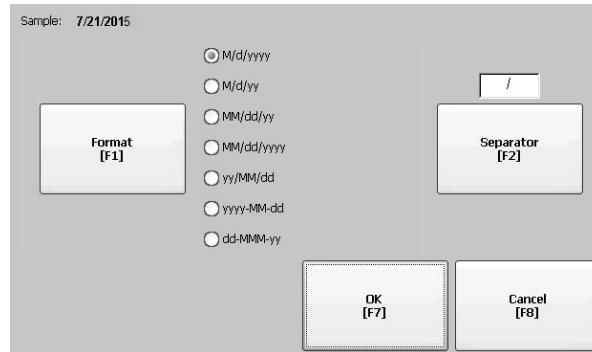 Sample: 7/21/2015
M/d/yyyy
M/d/yy
MM/dd/yy
MM/dd/yyyy
yy/MM/dd
yyyy-MM-dd
dd-MMM-yy
Format
[F1]
/
Separator
[F2]
OK
[F7]
Cancel
[F8]